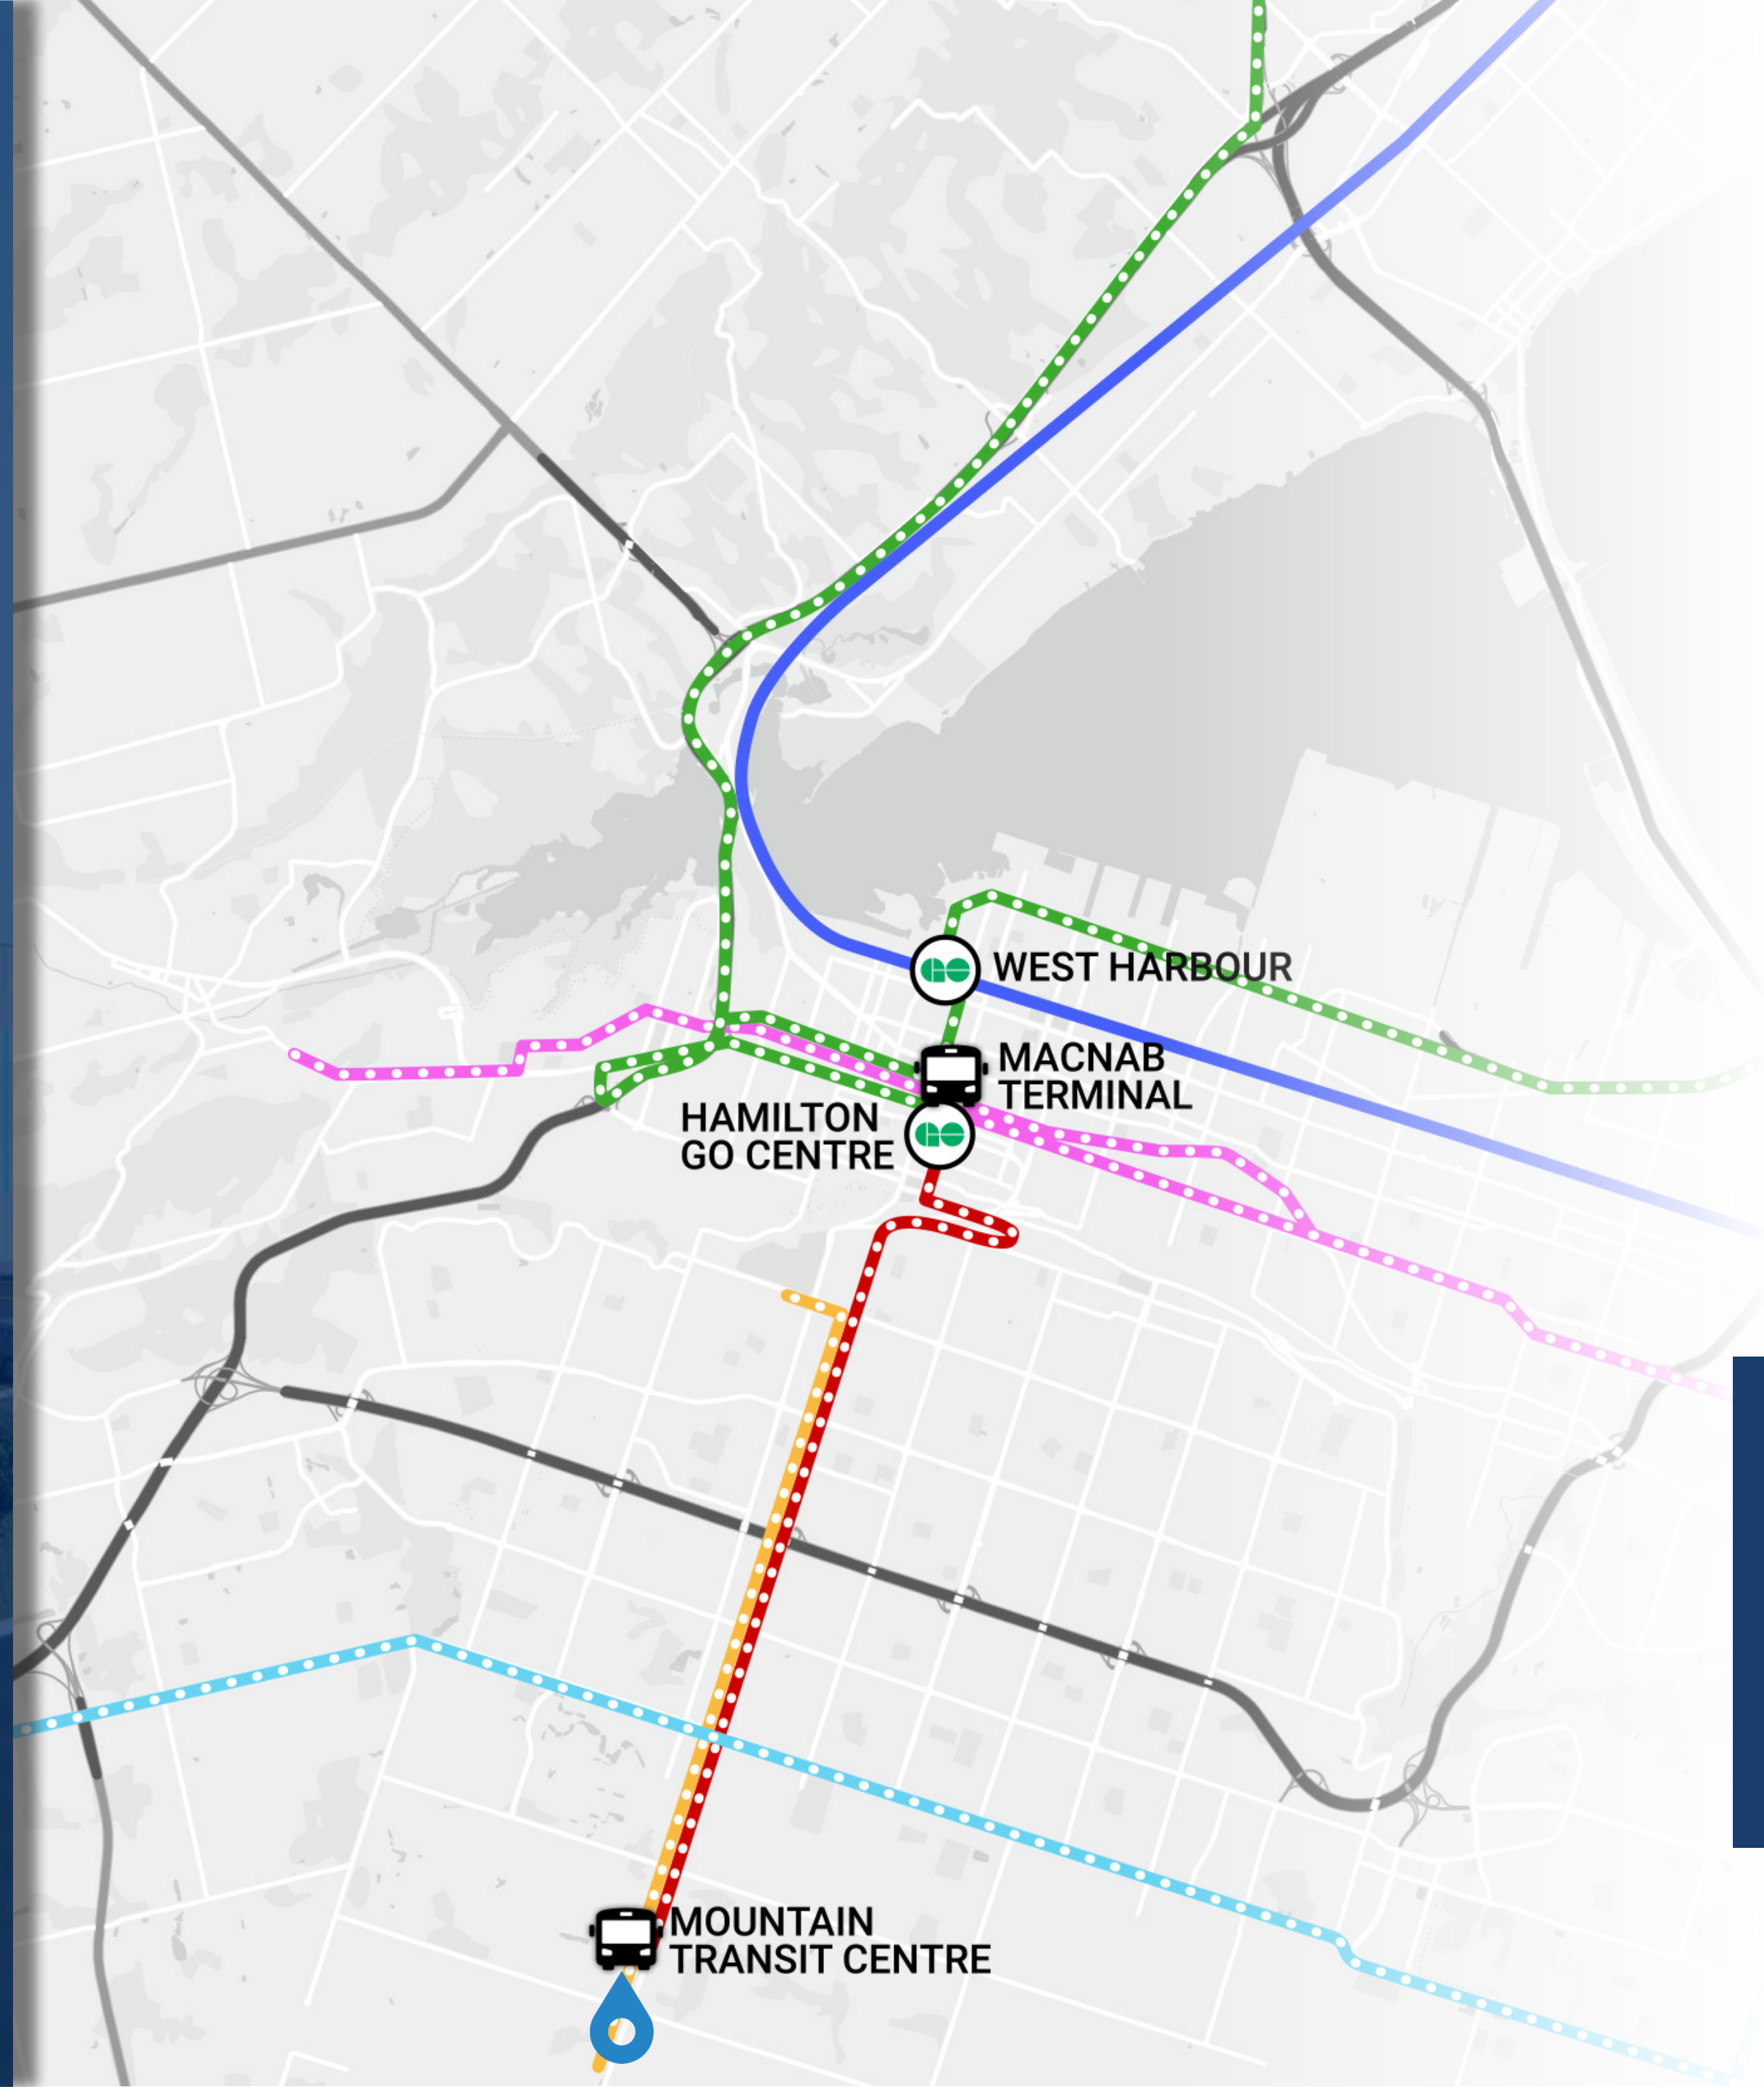 WEST HARBOUR
MACNAB
TERMINAL
HAMILTON
GO CENTRE
MOUNTAIN
TRANSIT CENTRE